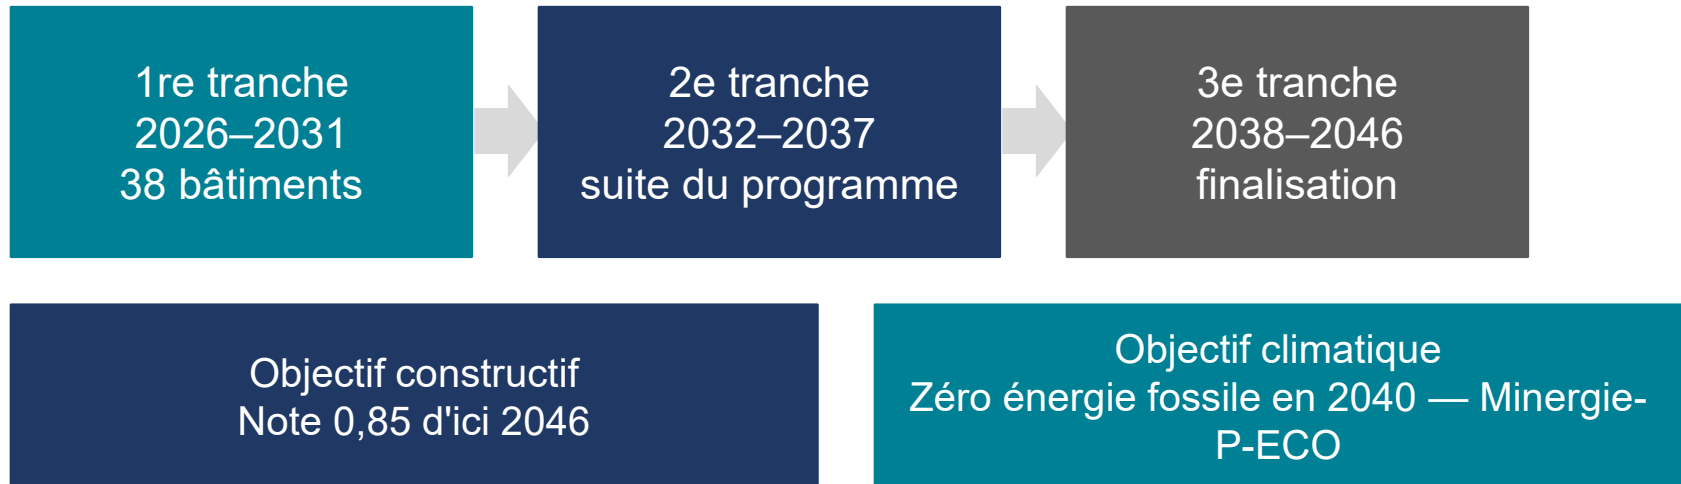 1re tranche
2026–2031
38 bâtiments
2e tranche
2032–2037
suite du programme
3e tranche
2038–2046
finalisation
Objectif constructif
Note 0,85 d'ici 2046
Objectif climatique
Zéro énergie fossile en 2040 — Minergie-
P-ECO